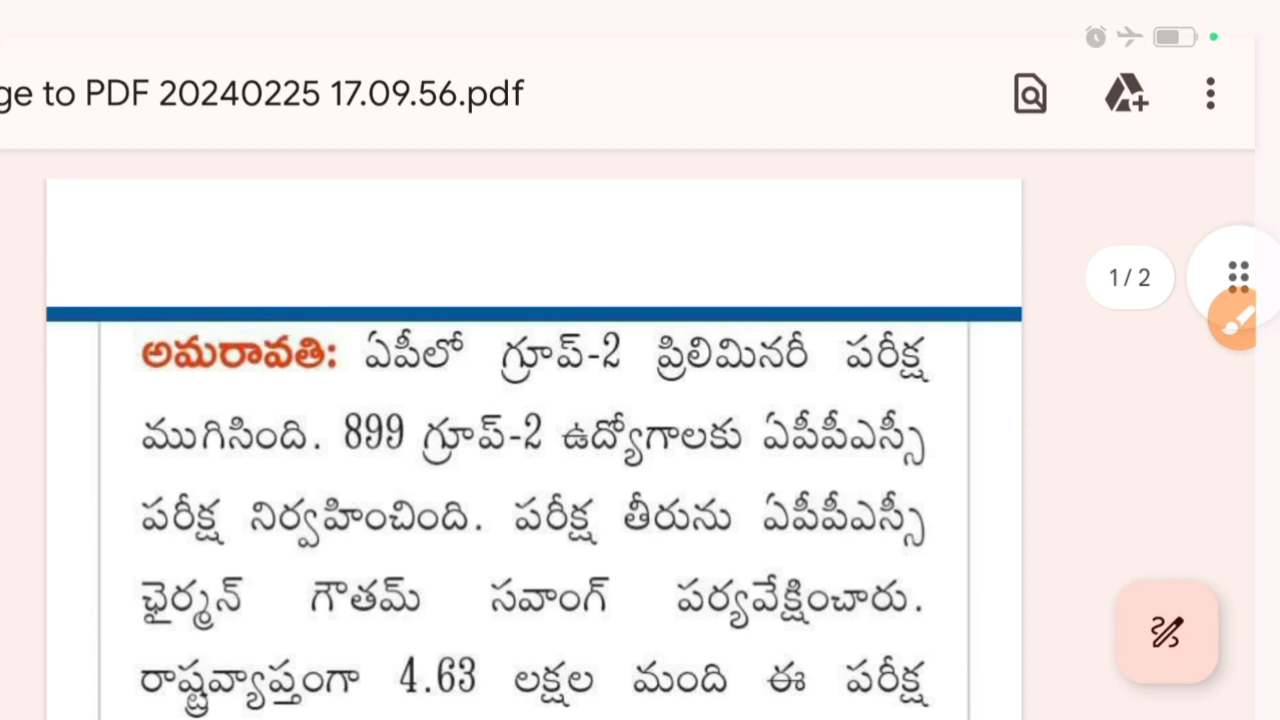 ge to PDF 20240225 17.09.56.pdf
1 / 2
అమరావతి: ఏపీలో గ్రూప్-2 ప్రిలిమినరీ పరీక్ష
ముగిసింది. 899 గ్రూప్-2 ఉద్యోగాలకు ఏపీపీఎస్సీ
పరీక్ష నిర్వహించింది. పరీక్ష తీరును ఏపీపీఎస్సీ
ఛైర్మన్ గౌతమ్ సవాంగ్ పర్యవేక్షించారు.
రాష్ట్రవ్యాప్తంగా 4.63 లక్షల మంది ఈ పరీక్ష